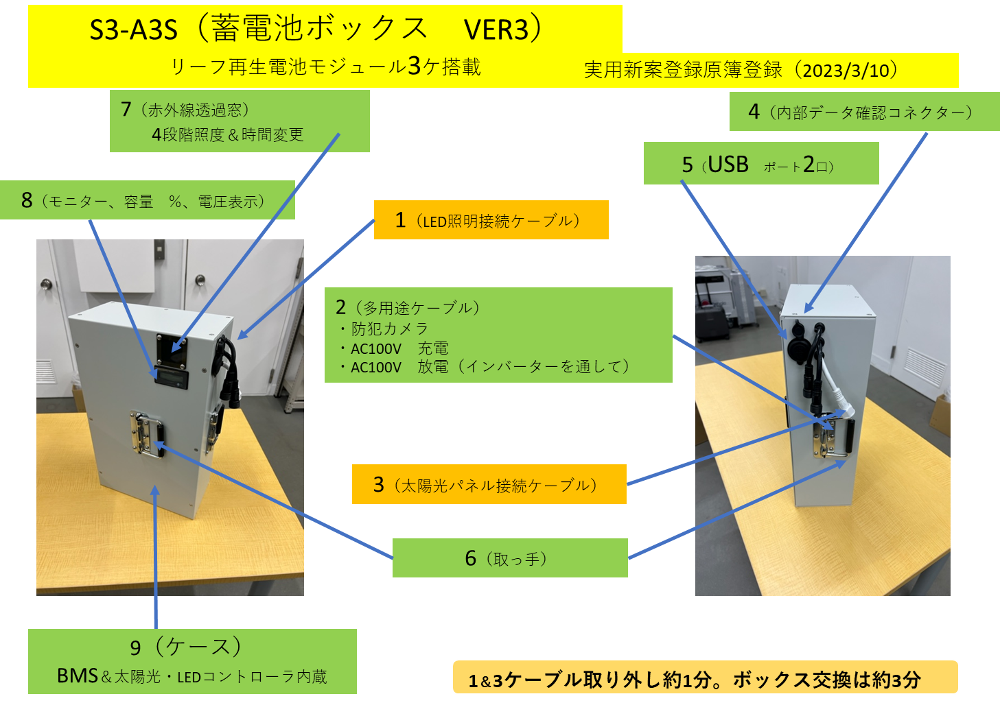 S3-A3S（蓄電池ボックス　VER3）
リーフ再生電池モジュール3ケ搭載
実用新案登録原簿登録（2023/3/10）
7（赤外線透過窓）
4段階照度＆時間変更
4（内部データ確認コネクター）
5（USB　ポート2口）
8（モニター、容量　%、電圧表示）
1（LED照明接続ケーブル）
2（多用途ケーブル）
・防犯カメラ
・AC100V　充電
・AC100V　放電（インバーターを通して）
3（太陽光パネル接続ケーブル）
6（取っ手）
9（ケース）
BMS＆太陽光・LEDコントローラ内蔵
1&3ケーブル取り外し約1分。ボックス交換は約3分